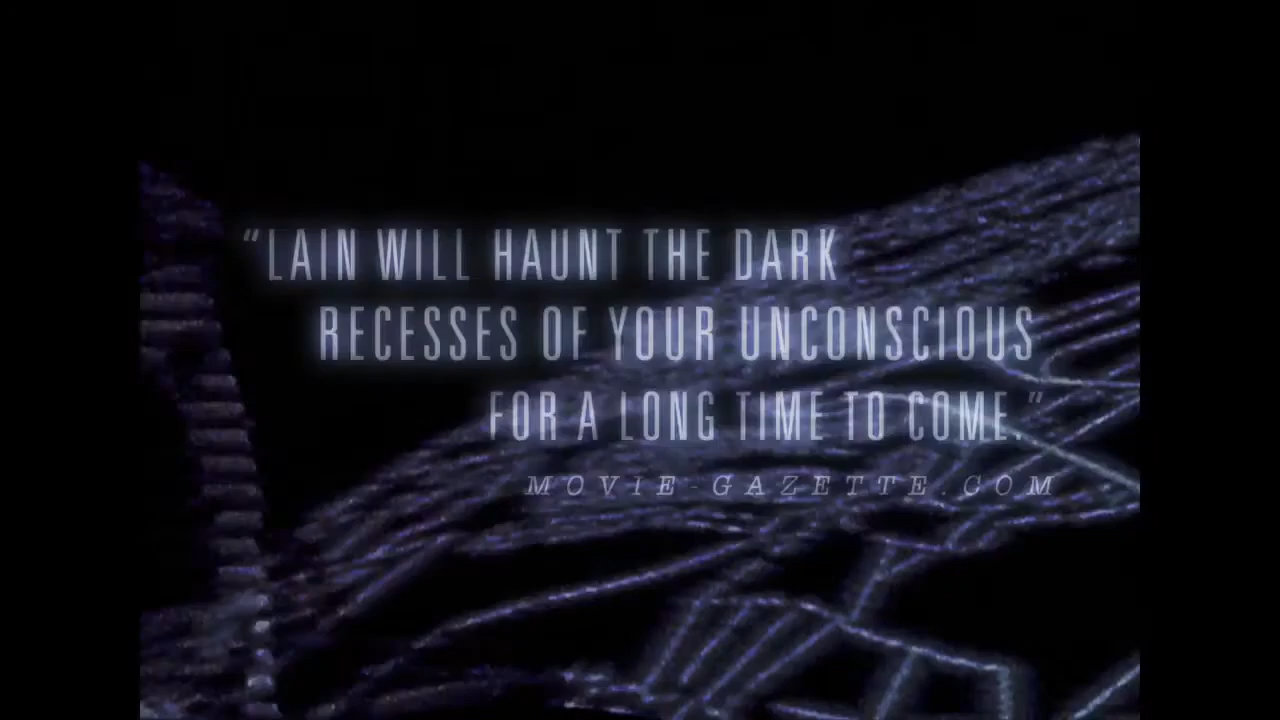 “LAIN WILL HAUNT THE DARK
RECESSES OF YOUR UNCONSCIOUS
FOR A LONG TIME TO COME.”
MOVIE-GAZETTE.COM